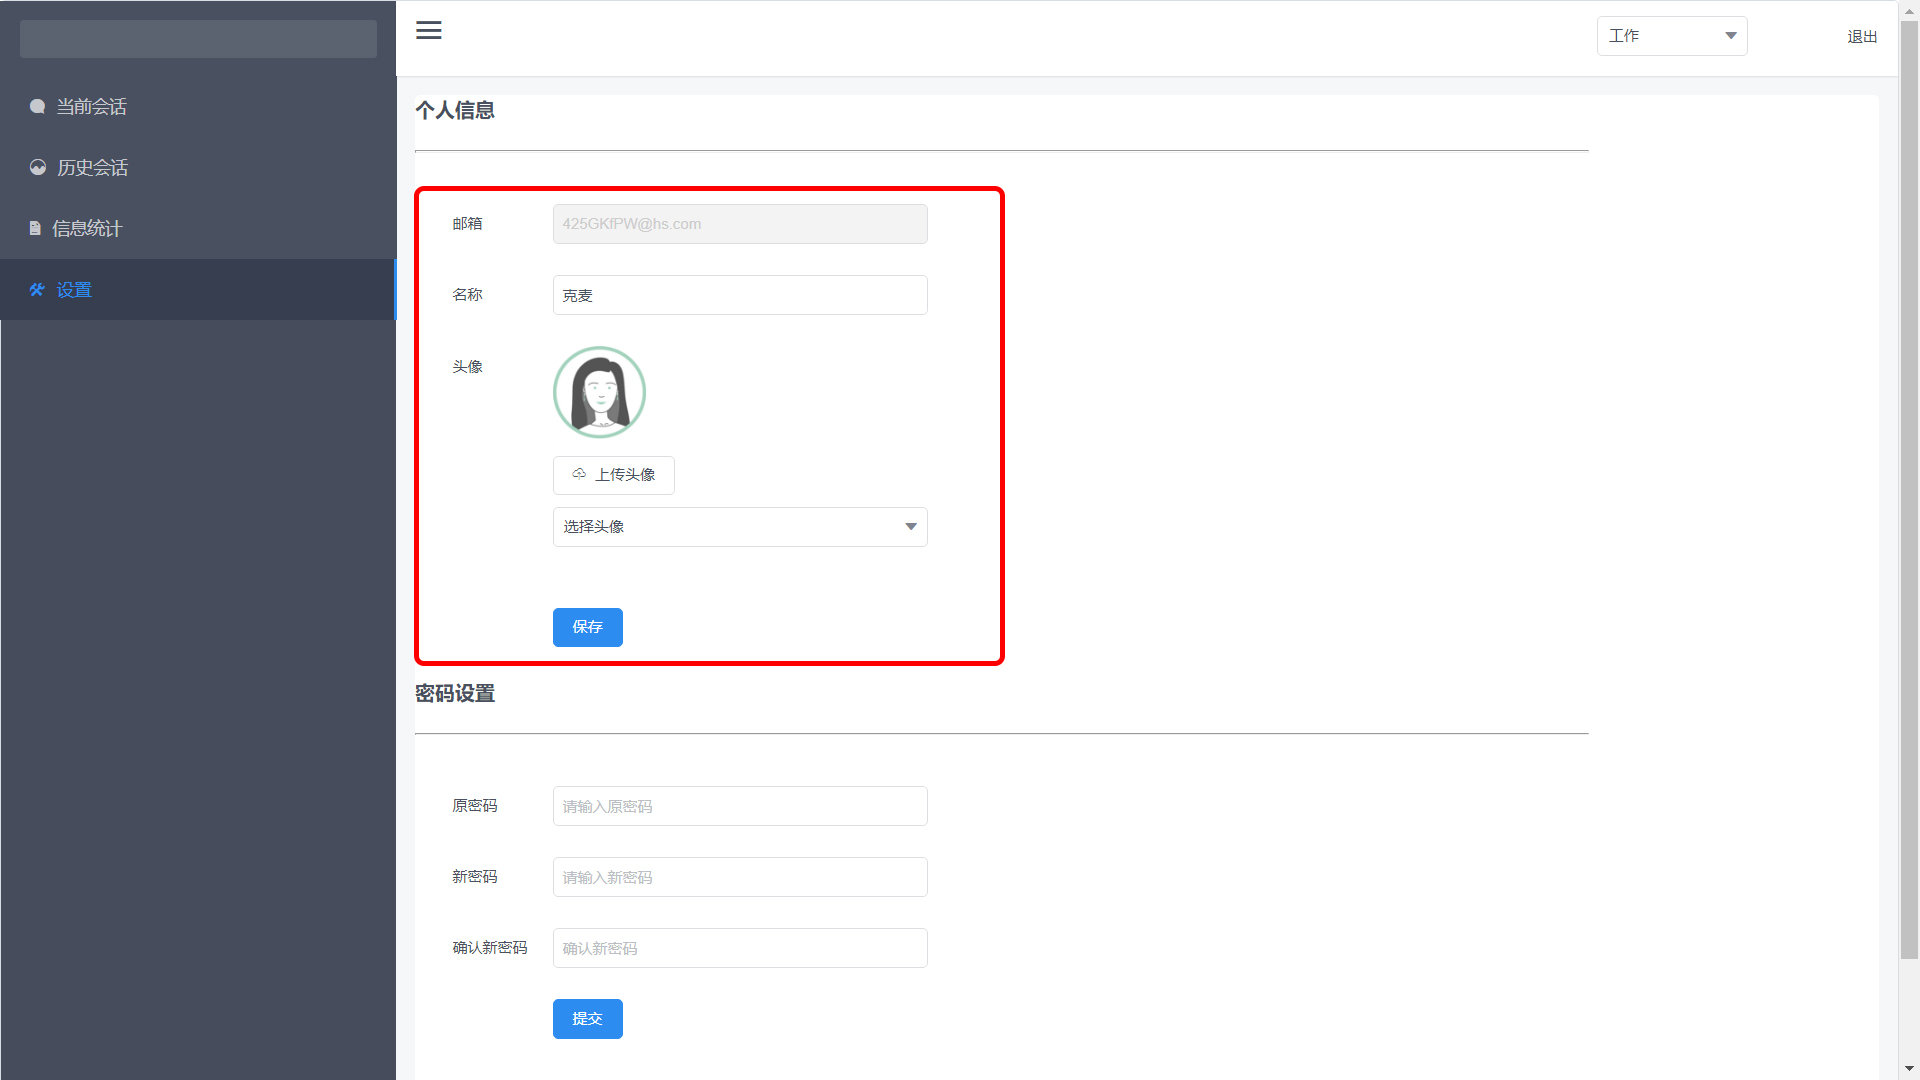 工作
退出
当前会话
历史会话
信息统计
设置
个人信息
邮箱
425GKfPW@hs.com
名称
克麦
头像
上传头像
选择头像
保存
密码设置
原密码
请输入原密码
新密码
请输入新密码
确认新密码
确认新密码
提交